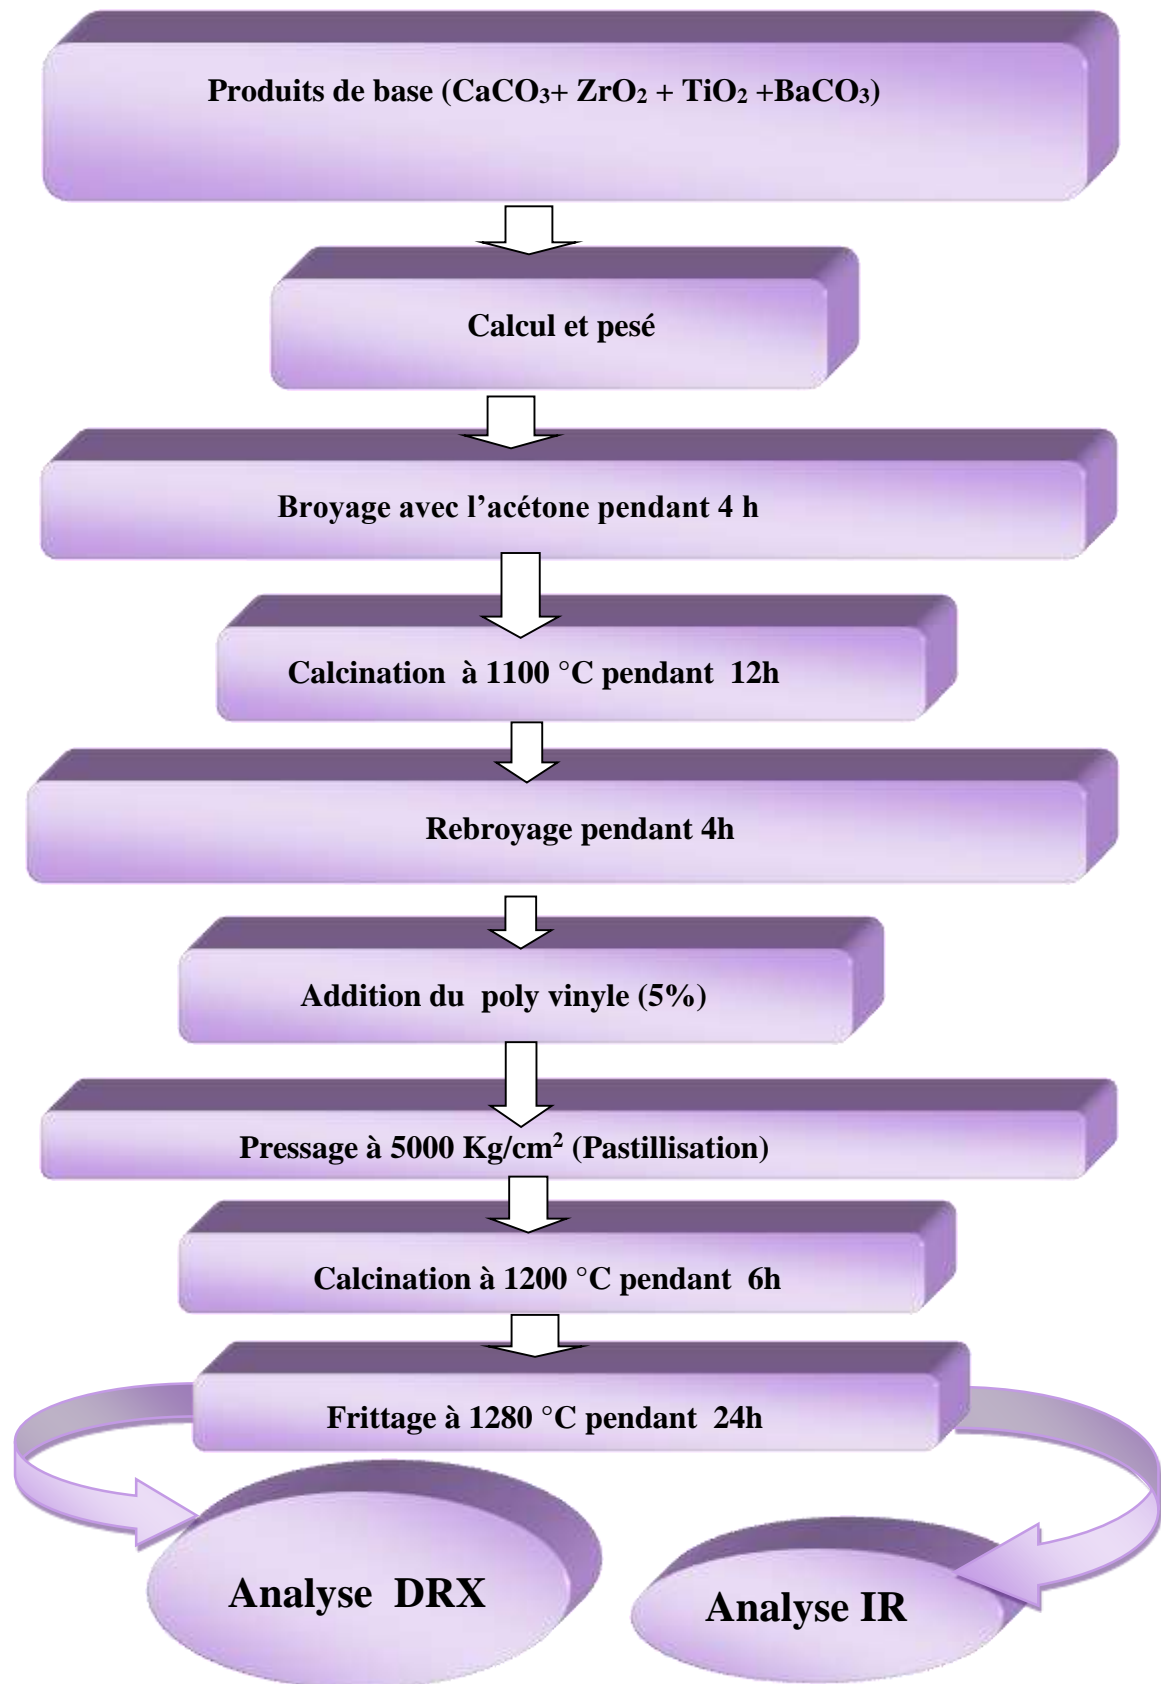 Produits de base (CaCO₃+ ZrO₂ + TiO₂ +BaCO₃)
Calcul et pesé
Broyage avec l’acétone pendant 4 h
Calcination à 1100 °C pendant 12h
Rebroyage pendant 4h
Addition du poly vinyle (5%)
Pressage à 5000 Kg/cm² (Pastillisation)
Calcination à 1200 °C pendant 6h
Frittage à 1280 °C pendant 24h
Analyse DRX
Analyse IR